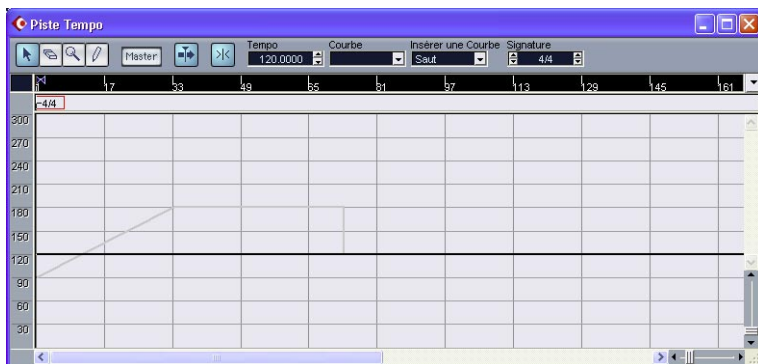 Piste Tempo
Tempo Courbe Insérer une Courbe Signature
Master 120.0000 Saut 4/4
1 17 33 49 65 81 97 113 129 145 161
4/4
300
270
240
210
180
150
120
90
60
30